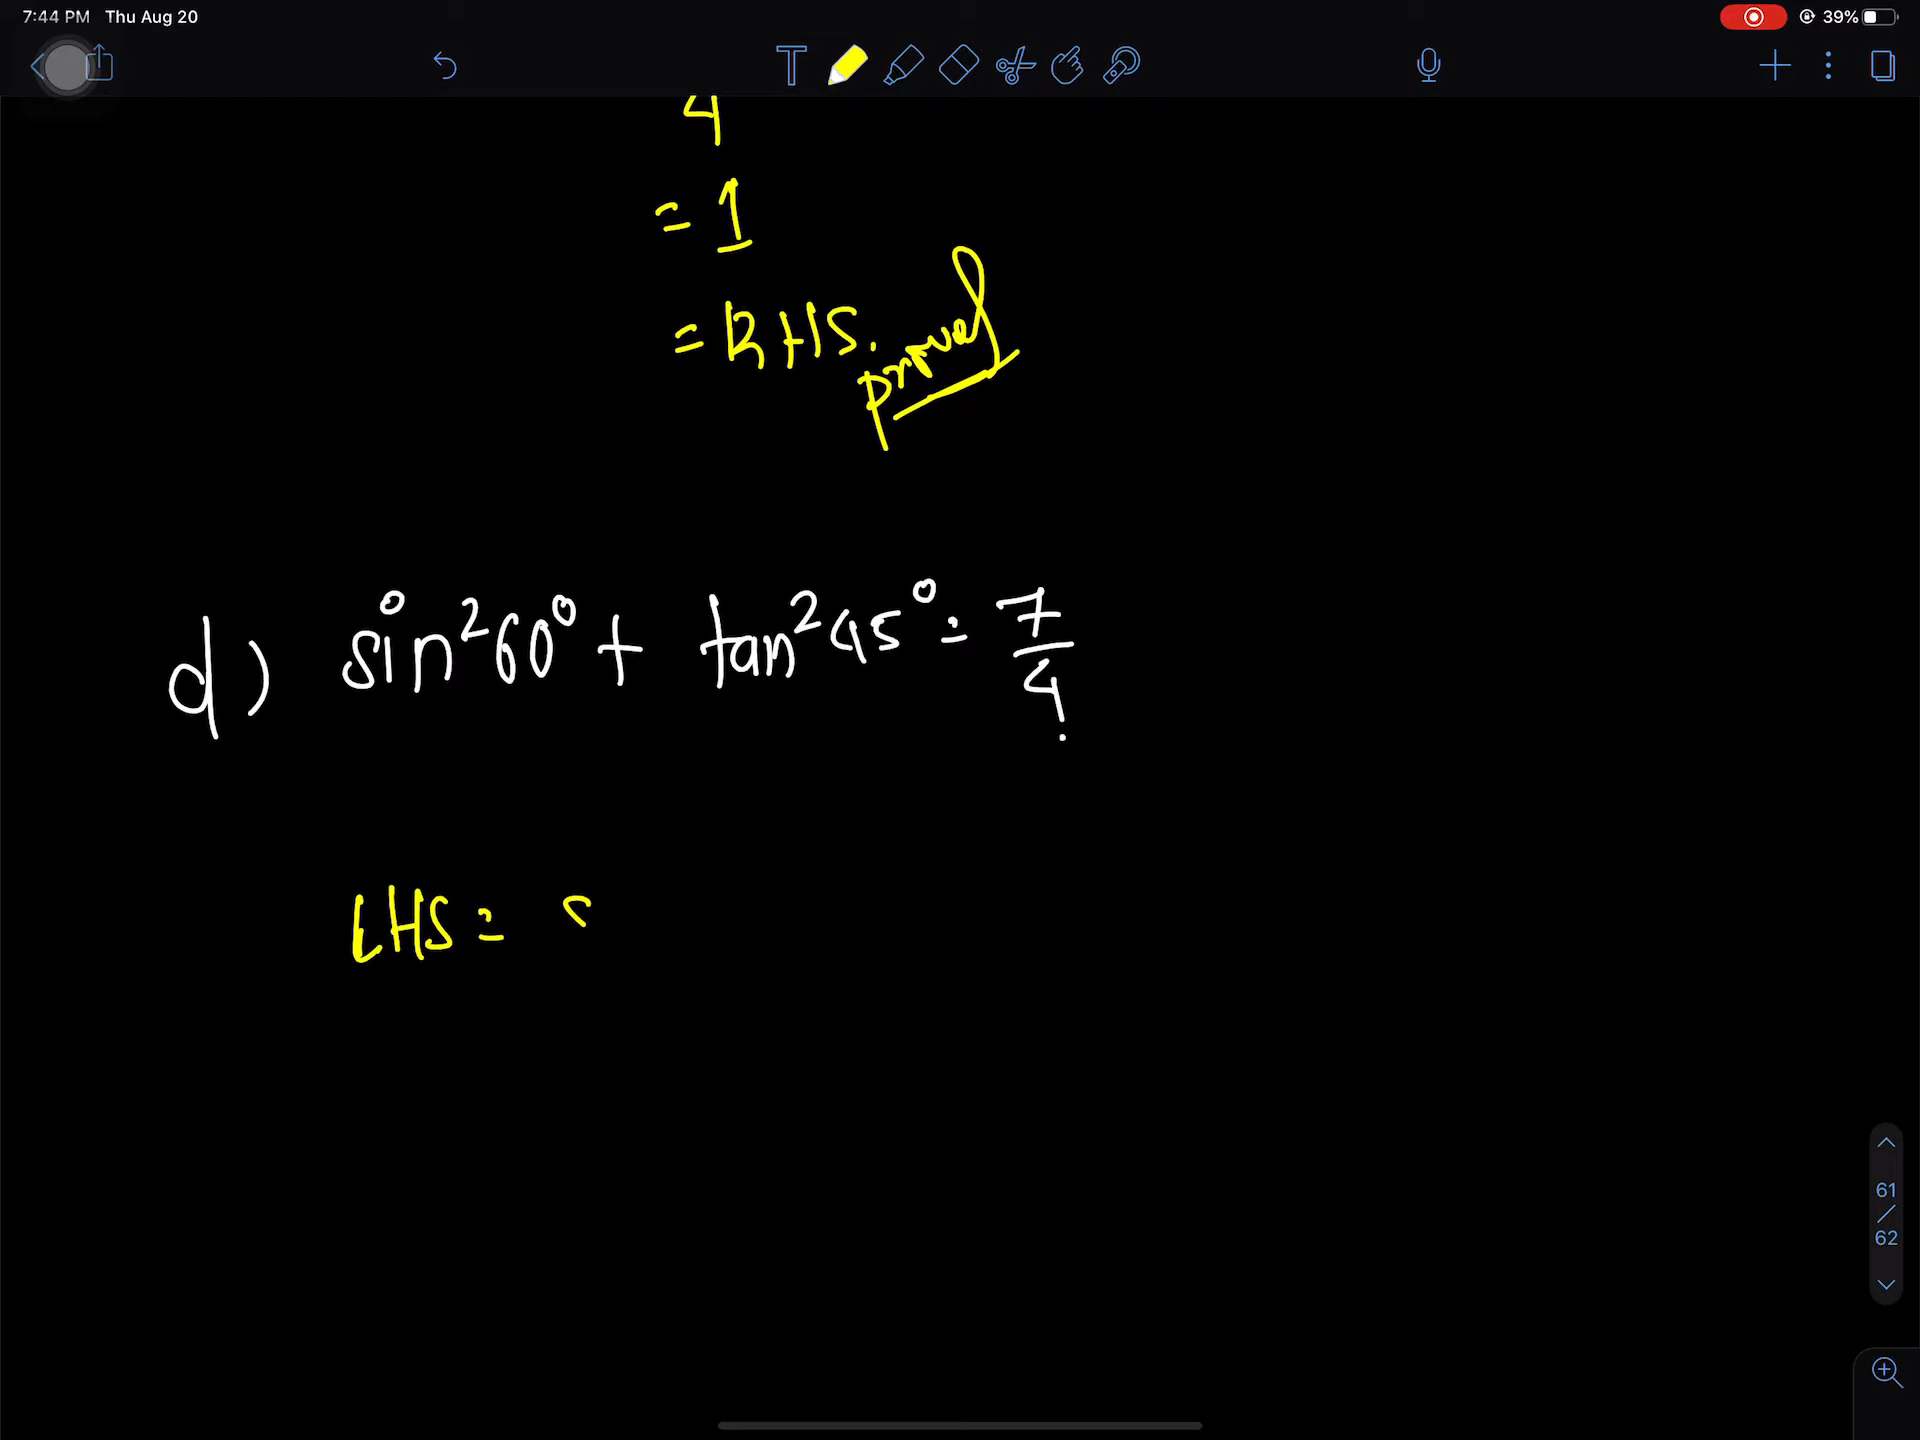 7:44 PM Thu Aug 20
39%
T
4
= 1
= RHS.
proved
d) sin²60° + tan²45° = 7/4
LHS = s
61
/
62